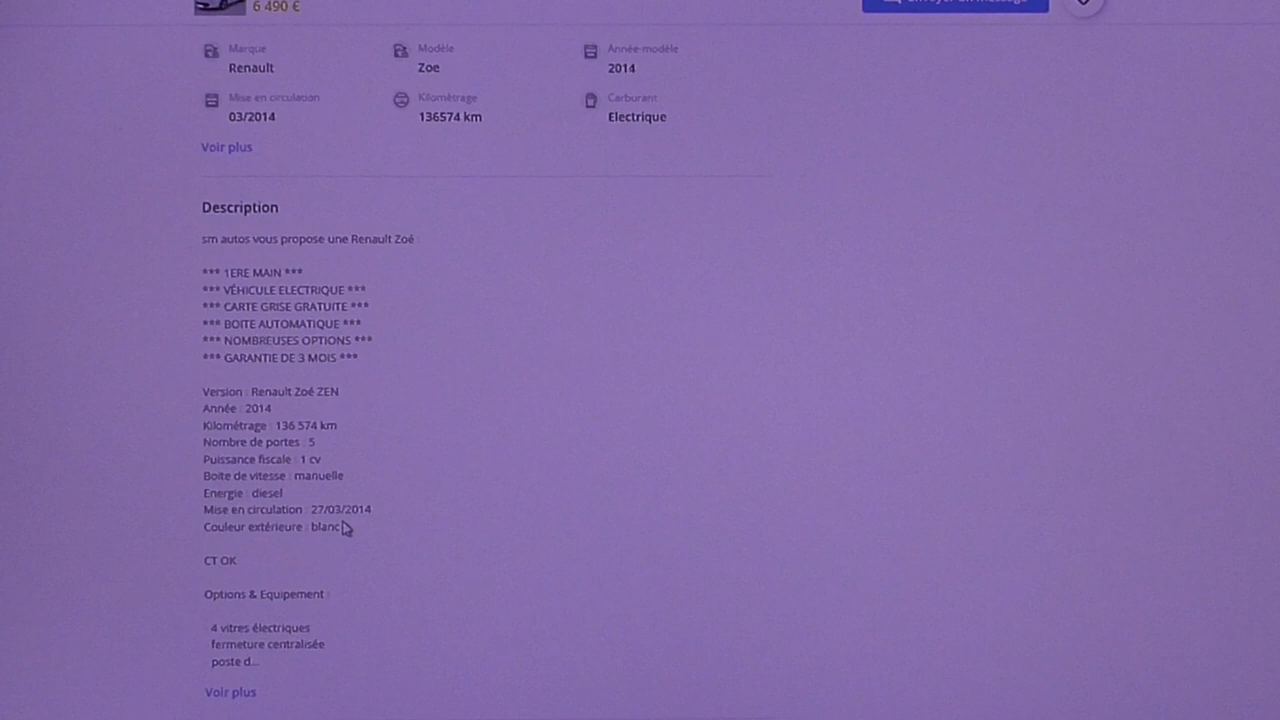 6 490 €
Envoyer un message
Marque
Modèle
Année-modèle
Renault
Zoe
2014
Mise en circulation
Kilométrage
Carburant
03/2014
136574 km
Electrique
Voir plus
Description
sm autos vous propose une Renault Zoé :
*** 1ERE MAIN ***
*** VÉHICULE ELECTRIQUE ***
*** CARTE GRISE GRATUITE ***
*** BOITE AUTOMATIQUE ***
*** NOMBREUSES OPTIONS ***
*** GARANTIE DE 3 MOIS ***
Version : Renault Zoé ZEN
Année : 2014
Kilométrage : 136 574 km
Nombre de portes : 5
Puissance fiscale : 1 cv
Boite de vitesse : manuelle
Energie : diesel
Mise en circulation : 27/03/2014
Couleur extérieure : blanc
CT OK
Options & Equipement :
4 vitres électriques
fermeture centralisée
poste d...
Voir plus